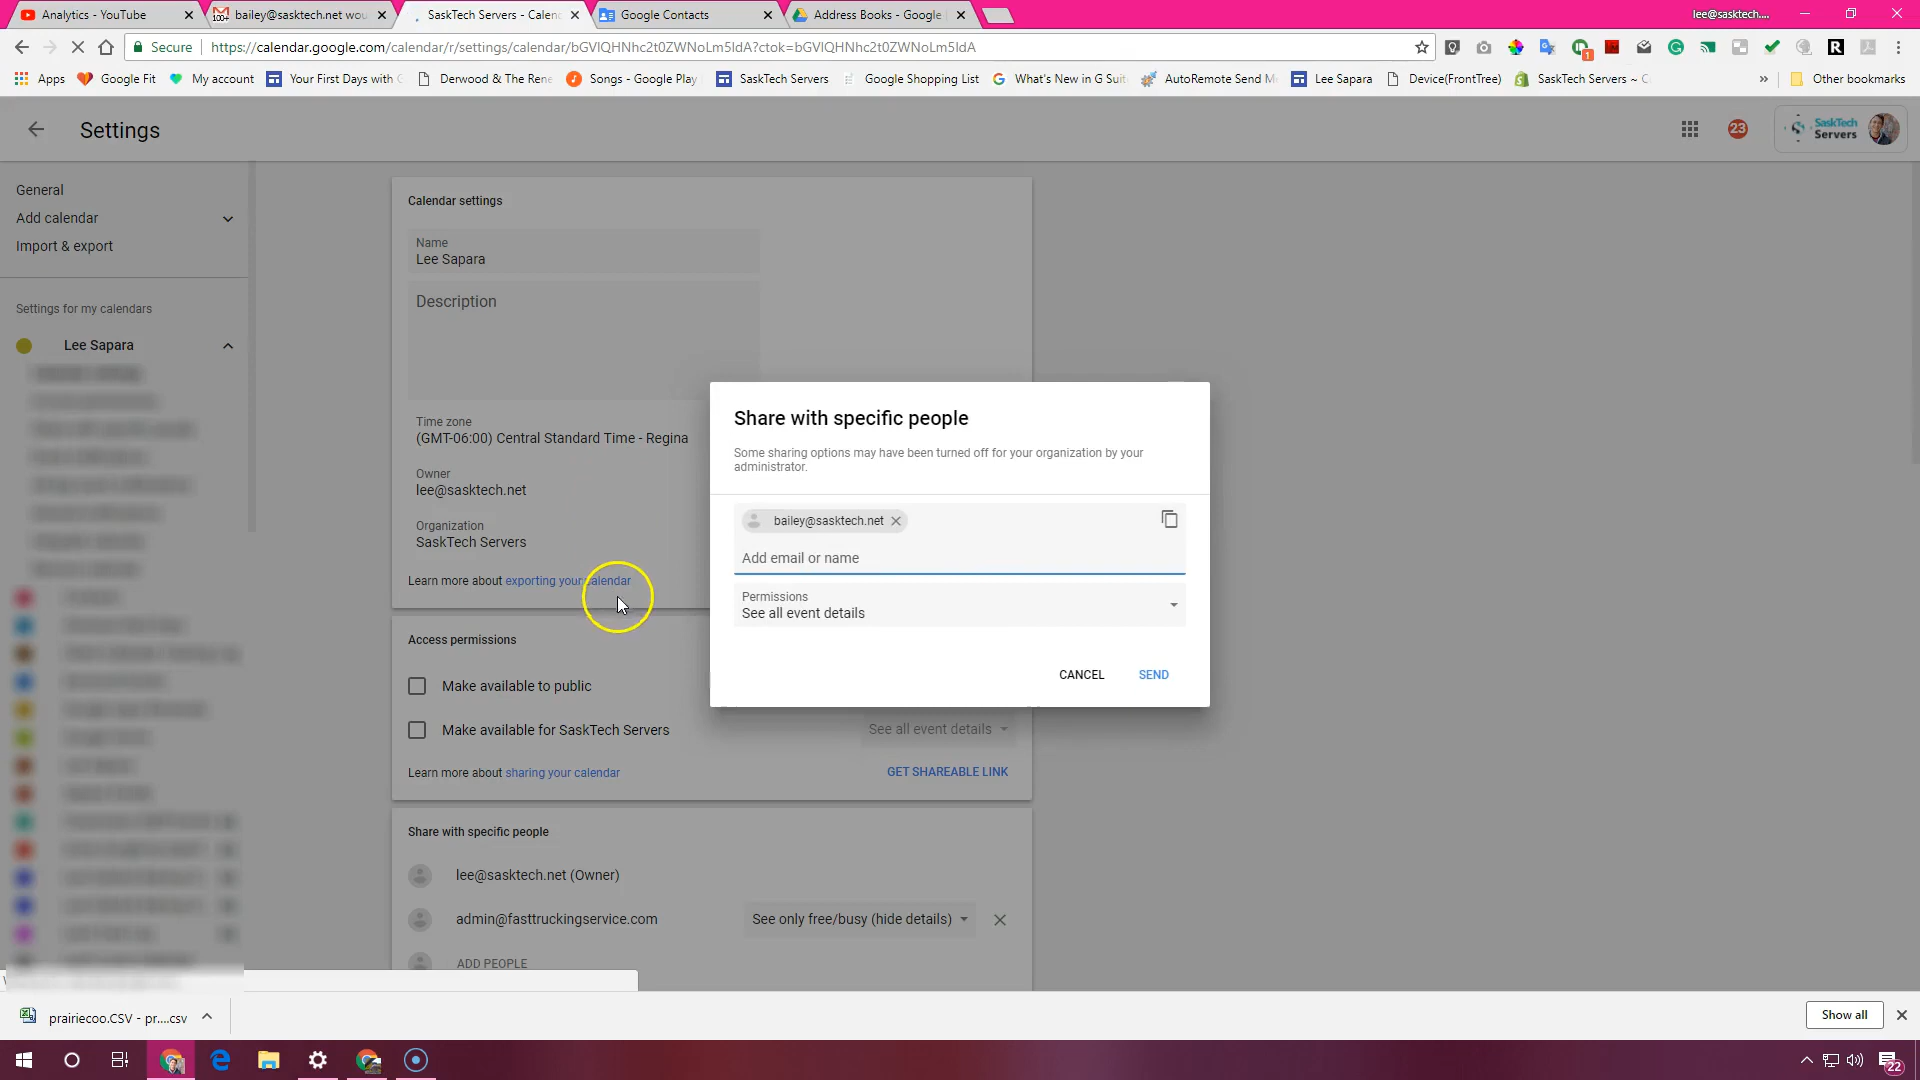 Analytics - YouTube
bailey@sasktech.net wou
SaskTech Servers - Calen
Google Contacts
Address Books - Google
lee@sasktech....
Secure
https://calendar.google.com/calendar/r/settings/calendar/bGVlQHNhc2t0ZWNoLm5ldA?ctok=bGVlQHNhc2t0ZWNoLm5ldA
Apps
Google Fit
My account
Your First Days with G
Derwood & The Rene
Songs - Google Play
SaskTech Servers
Google Shopping List
What's New in G Suit
AutoRemote Send Me
Lee Sapara
Device(FrontTree)
SaskTech Servers ~ C
Other bookmarks
Settings
23
SaskTech
Servers
General
Add calendar
Import & export
Settings for my calendars
Lee Sapara
Calendar settings
Name
Lee Sapara
Description
Time zone
(GMT-06:00) Central Standard Time - Regina
Owner
lee@sasktech.net
Organization
SaskTech Servers
Learn more about exporting your calendar
Access permissions
Make available to public
Make available for SaskTech Servers
See all event details
Learn more about sharing your calendar
GET SHAREABLE LINK
Share with specific people
lee@sasktech.net (Owner)
admin@fasttruckingservice.com
See only free/busy (hide details)
ADD PEOPLE
Share with specific people
Some sharing options may have been turned off for your organization by your
administrator.
bailey@sasktech.net
Add email or name
Permissions
See all event details
CANCEL
SEND
prairiecoo.CSV - pr....csv
Show all
22